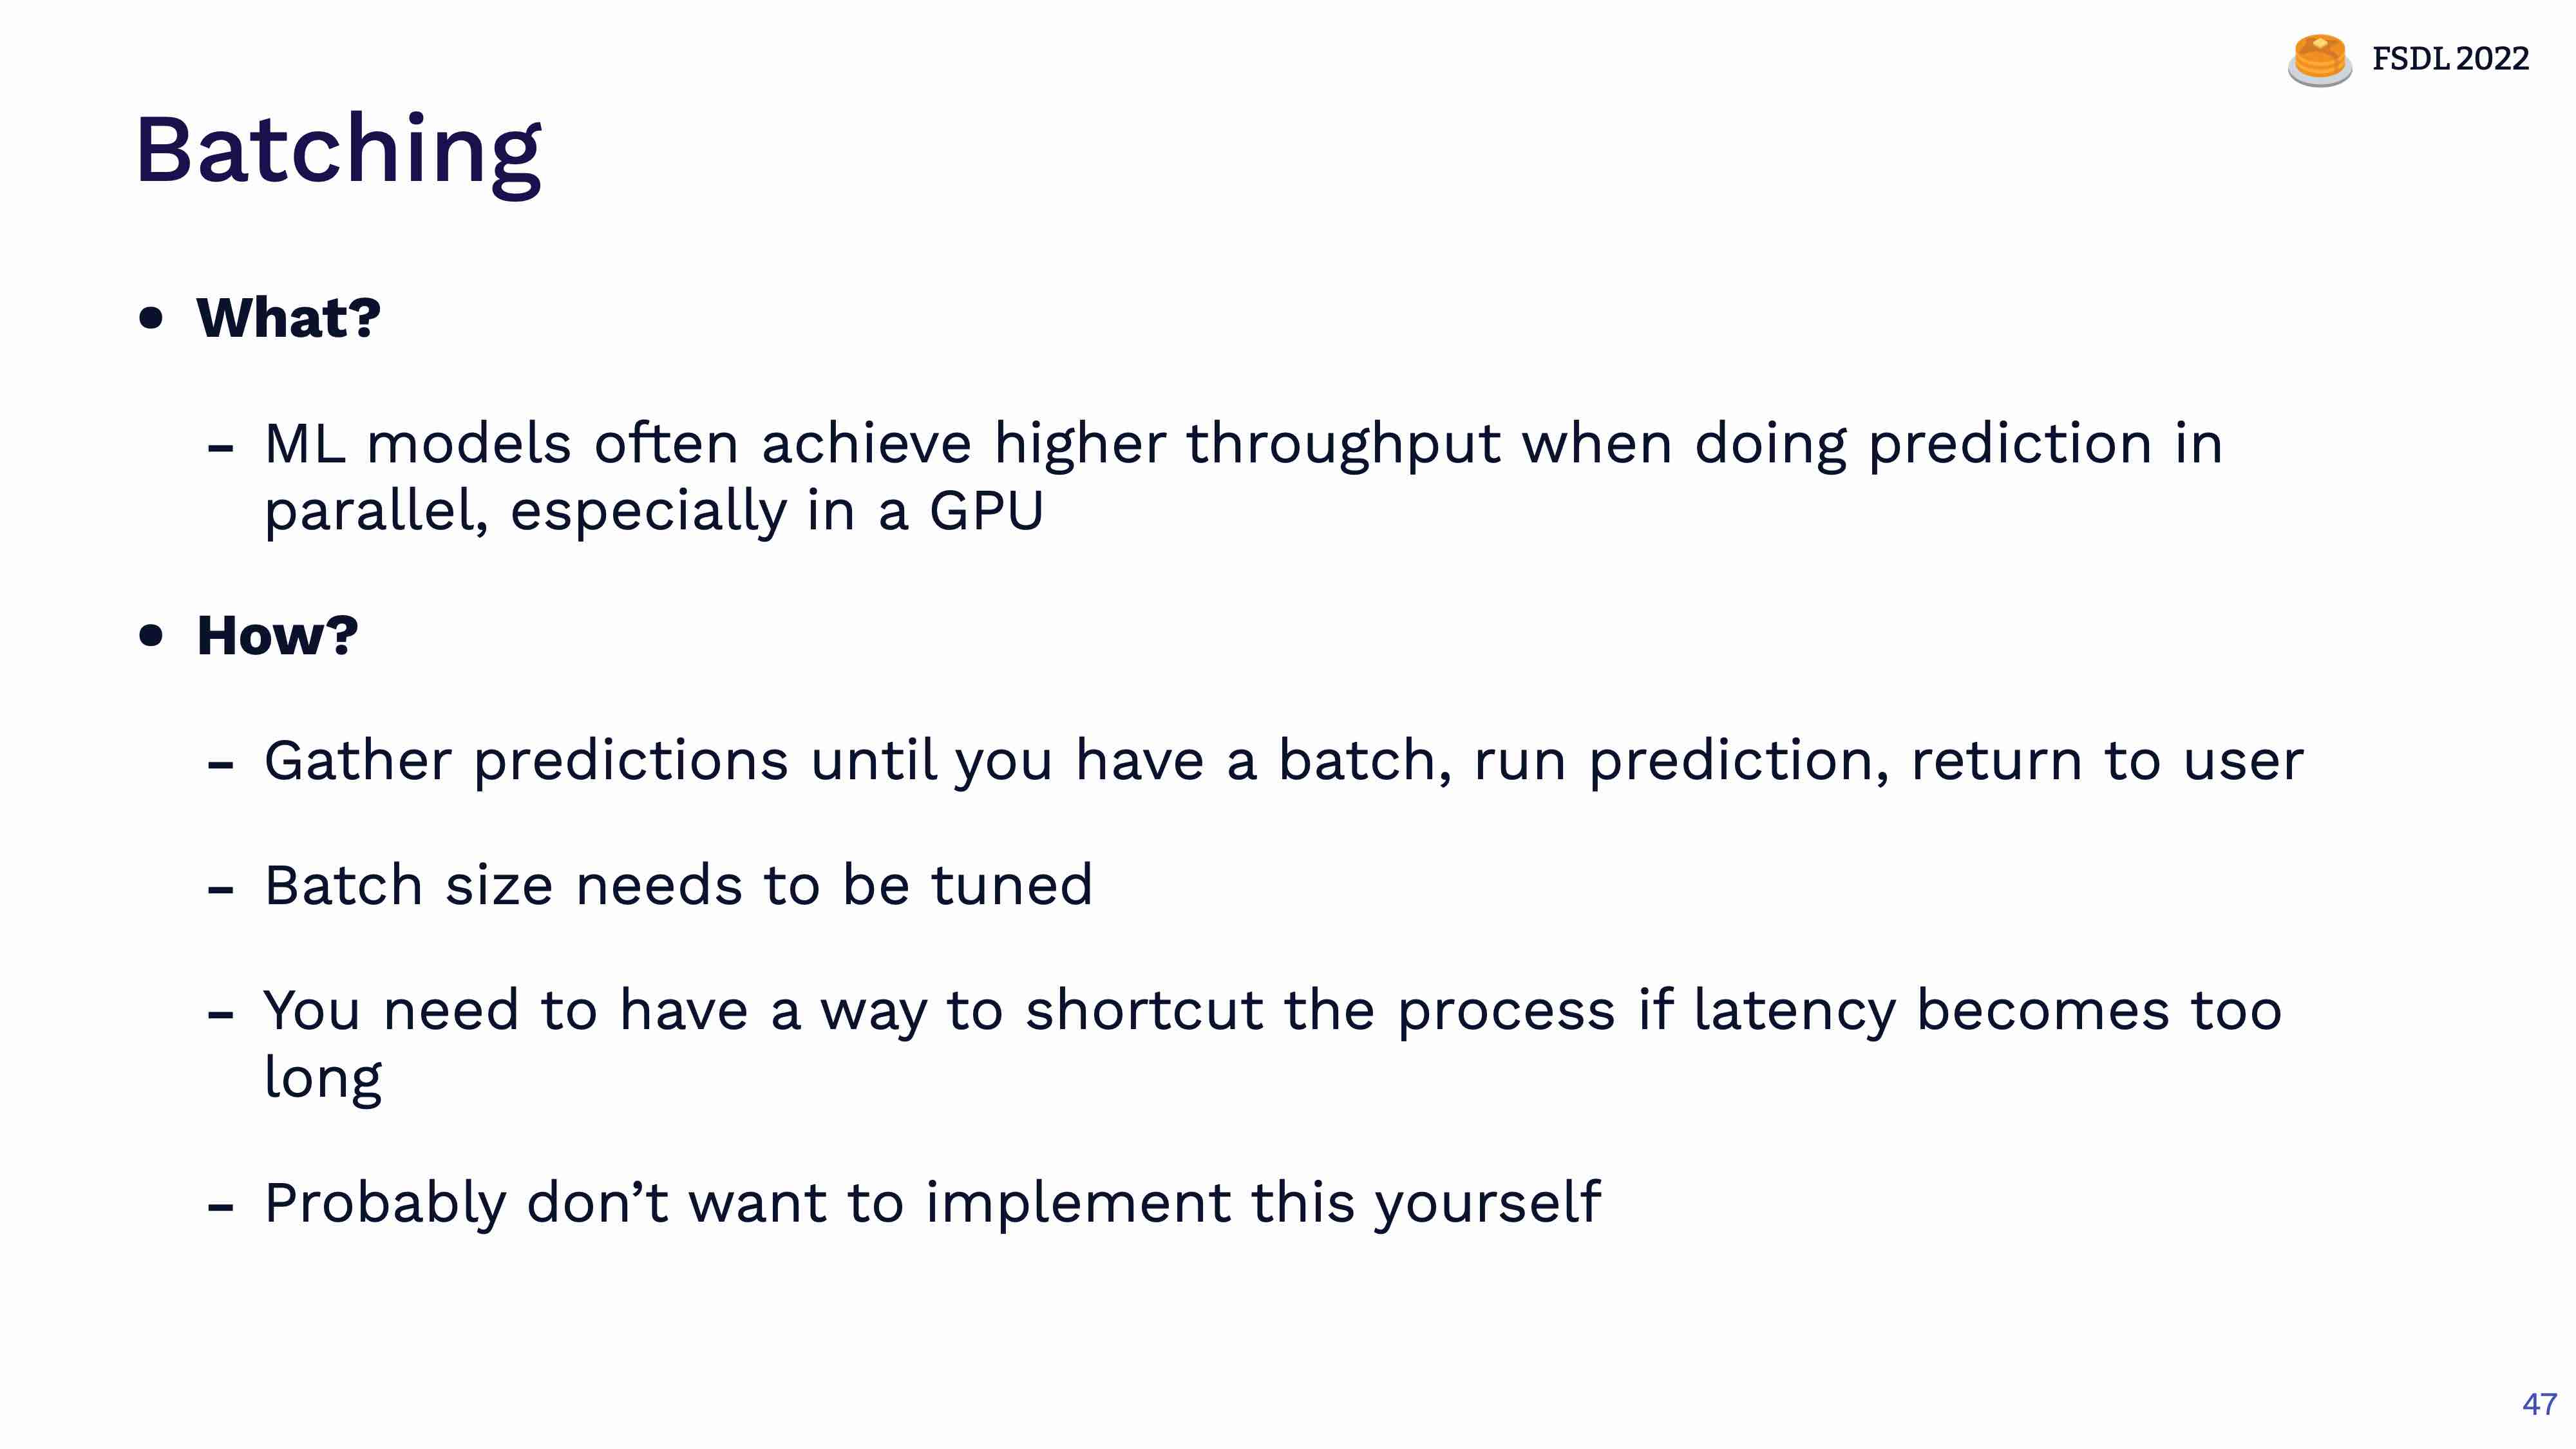 FSDL 2022
Batching
• What?
- ML models often achieve higher throughput when doing prediction in
parallel, especially in a GPU
• How?
- Gather predictions until you have a batch, run prediction, return to user
- Batch size needs to be tuned
- You need to have a way to shortcut the process if latency becomes too
long
- Probably don’t want to implement this yourself
47